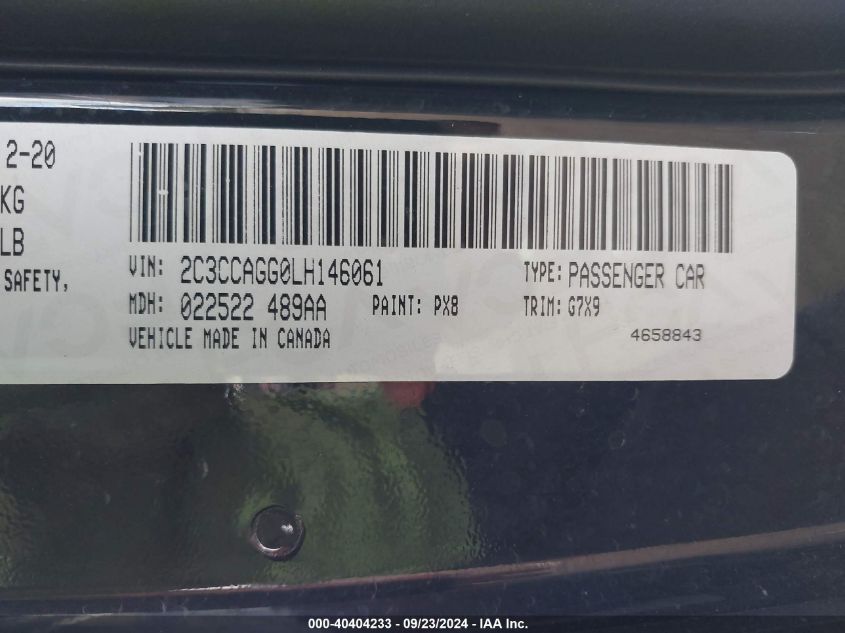 2-20
KG
LB
SAFETY,
VIN: 2C3CCAGG0LH146061 TYPE: PASSENGER CAR
MDH: 022522 489AA PAINT: PX8 TRIM: G7X9
VEHICLE MADE IN CANADA 4658843
000-40404233 - 09/23/2024 - IAA Inc.